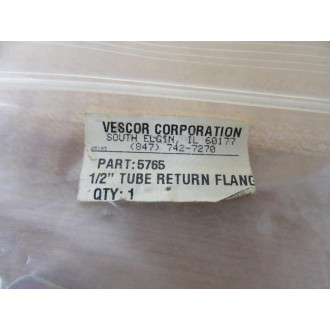 VESCOR CORPORATION
SOUTH ELGIN, IL 60177
(847) 742-7270
PART:5765
1/2" TUBE RETURN FLANG
QTY: 1